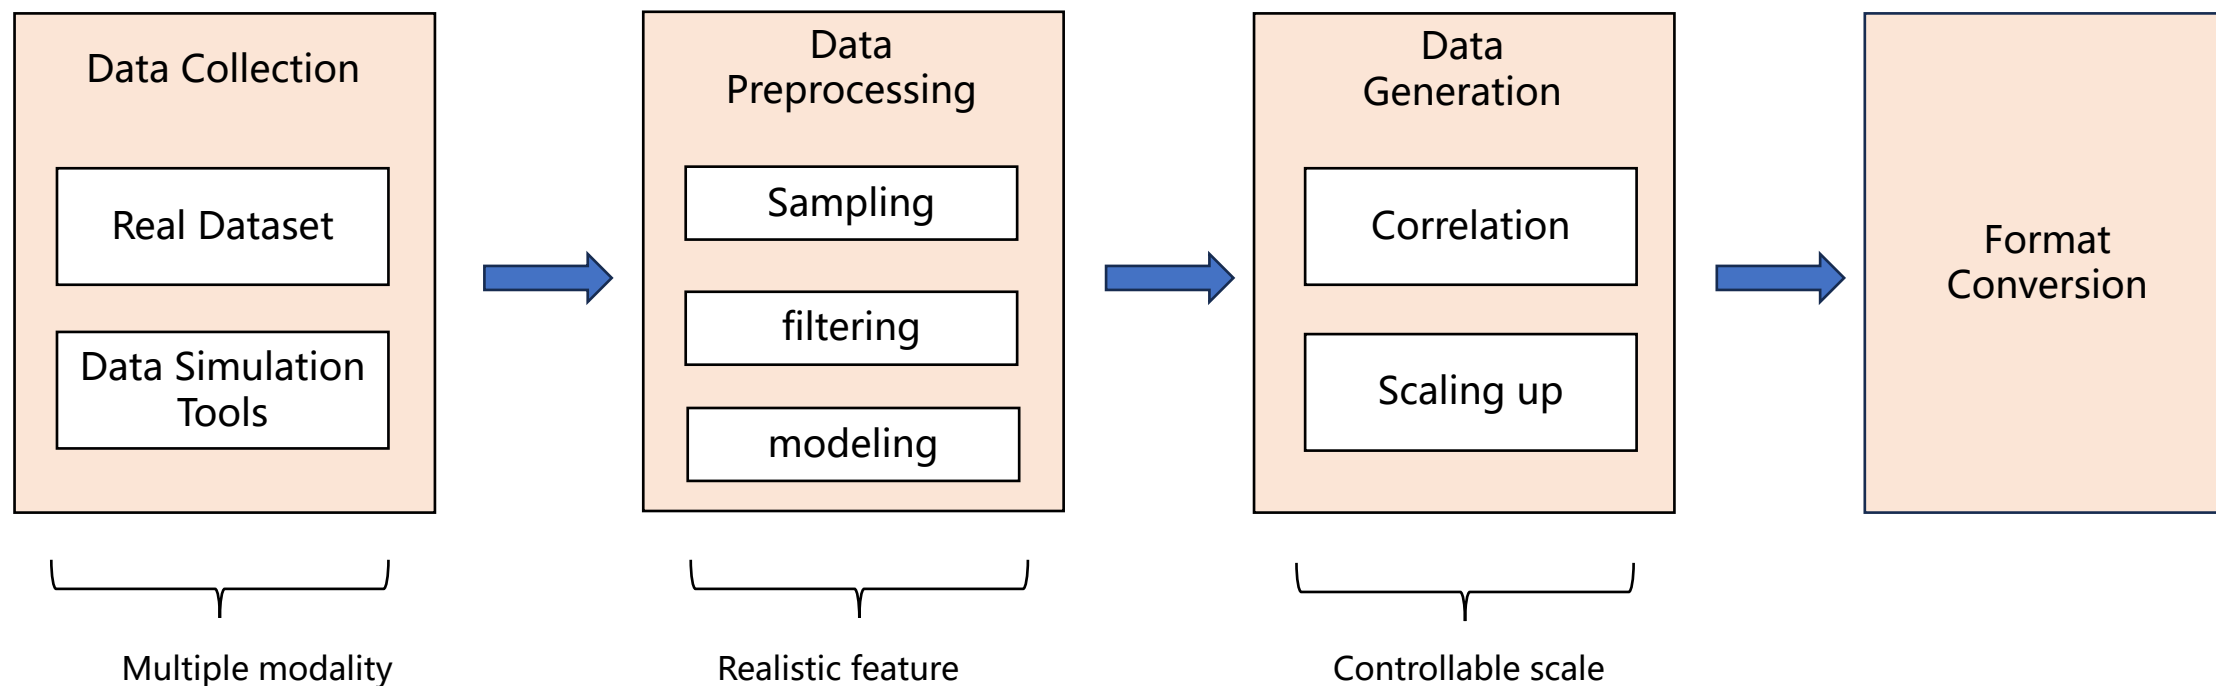 Data Collection
Real Dataset
Data Simulation
Tools
Multiple modality
Data
Preprocessing
Sampling
filtering
modeling
Realistic feature
Data
Generation
Correlation
Scaling up
Controllable scale
Format
Conversion